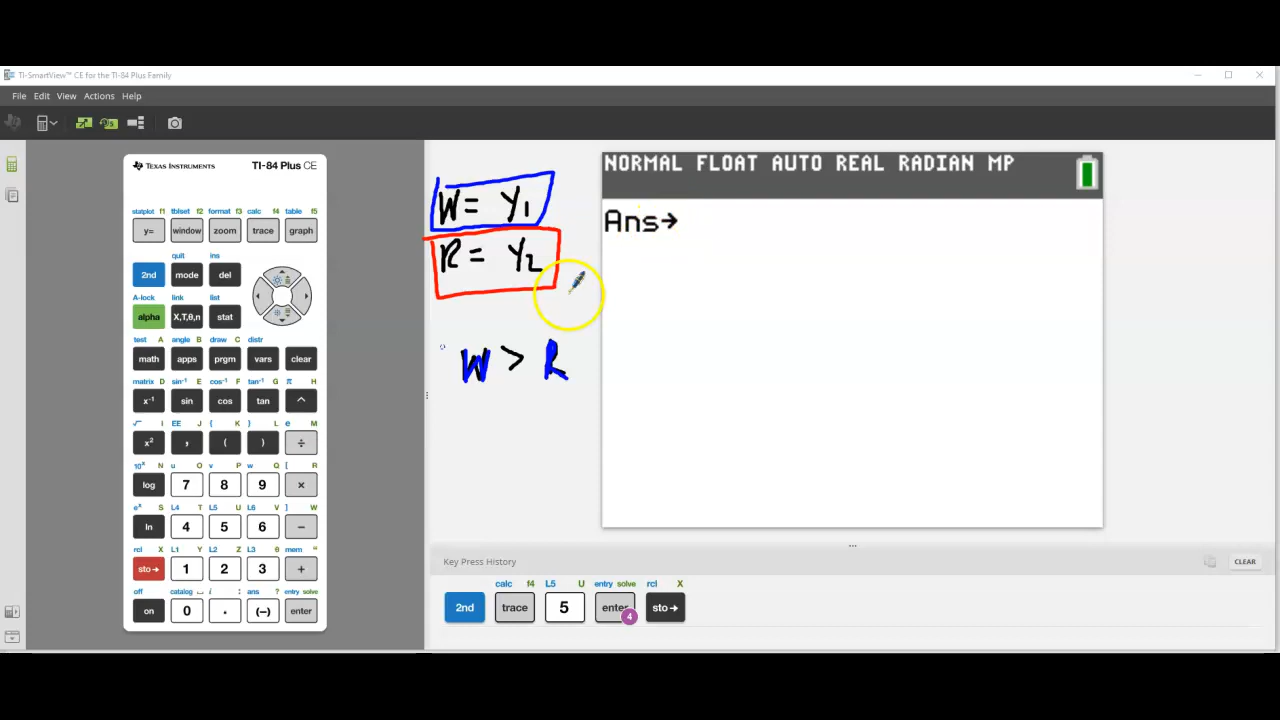 TI-SmartView™ CE for the TI-84 Plus Family
File Edit View Actions Help
TEXAS INSTRUMENTS TI-84 Plus CE
statplot f1 tblset f2 format f3 calc f4 table f5
y= window zoom trace graph
quit ins
2nd mode del
A-lock link list
alpha X,T,θ,n stat
test A angle B draw C distr
math apps prgm vars clear
matrix D sin⁻¹ E cos⁻¹ F tan⁻¹ G π H
x⁻¹ sin cos tan ^
√ I EE J { K } L e M
x² , ( ) ÷
10ˣ N u O v P w Q [ R
log 7 8 9 ×
eˣ S L4 T L5 U L6 V ] W
ln 4 5 6 −
rcl X L1 Y L2 Z L3 θ mem "
sto→ 1 2 3 +
off catalog i : ans ? entry solve
on 0 . (−) enter
W = Y1
R = Y2
W > R
NORMAL FLOAT AUTO REAL RADIAN MP
Ans→
Key Press History
CLEAR
calc f4 L5 U entry solve rcl X
2nd trace 5 enter 4 sto→